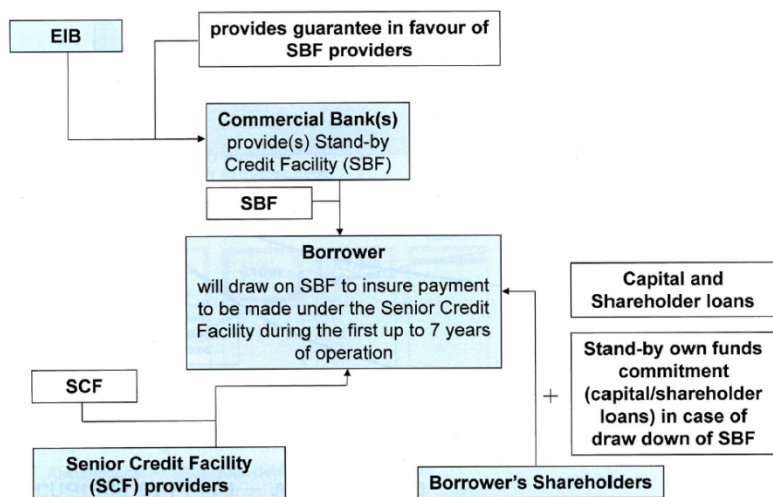 EIB
provides guarantee in favour of
SBF providers
Commercial Bank(s)
provide(s) Stand-by
Credit Facility (SBF)
SBF
Borrower
will draw on SBF to insure payment
to be made under the Senior Credit
Facility during the first up to 7 years
of operation
Capital and
Shareholder loans
+
Stand-by own funds
commitment
(capital/shareholder
loans) in case of
draw down of SBF
SCF
Senior Credit Facility
(SCF) providers
Borrower's Shareholders